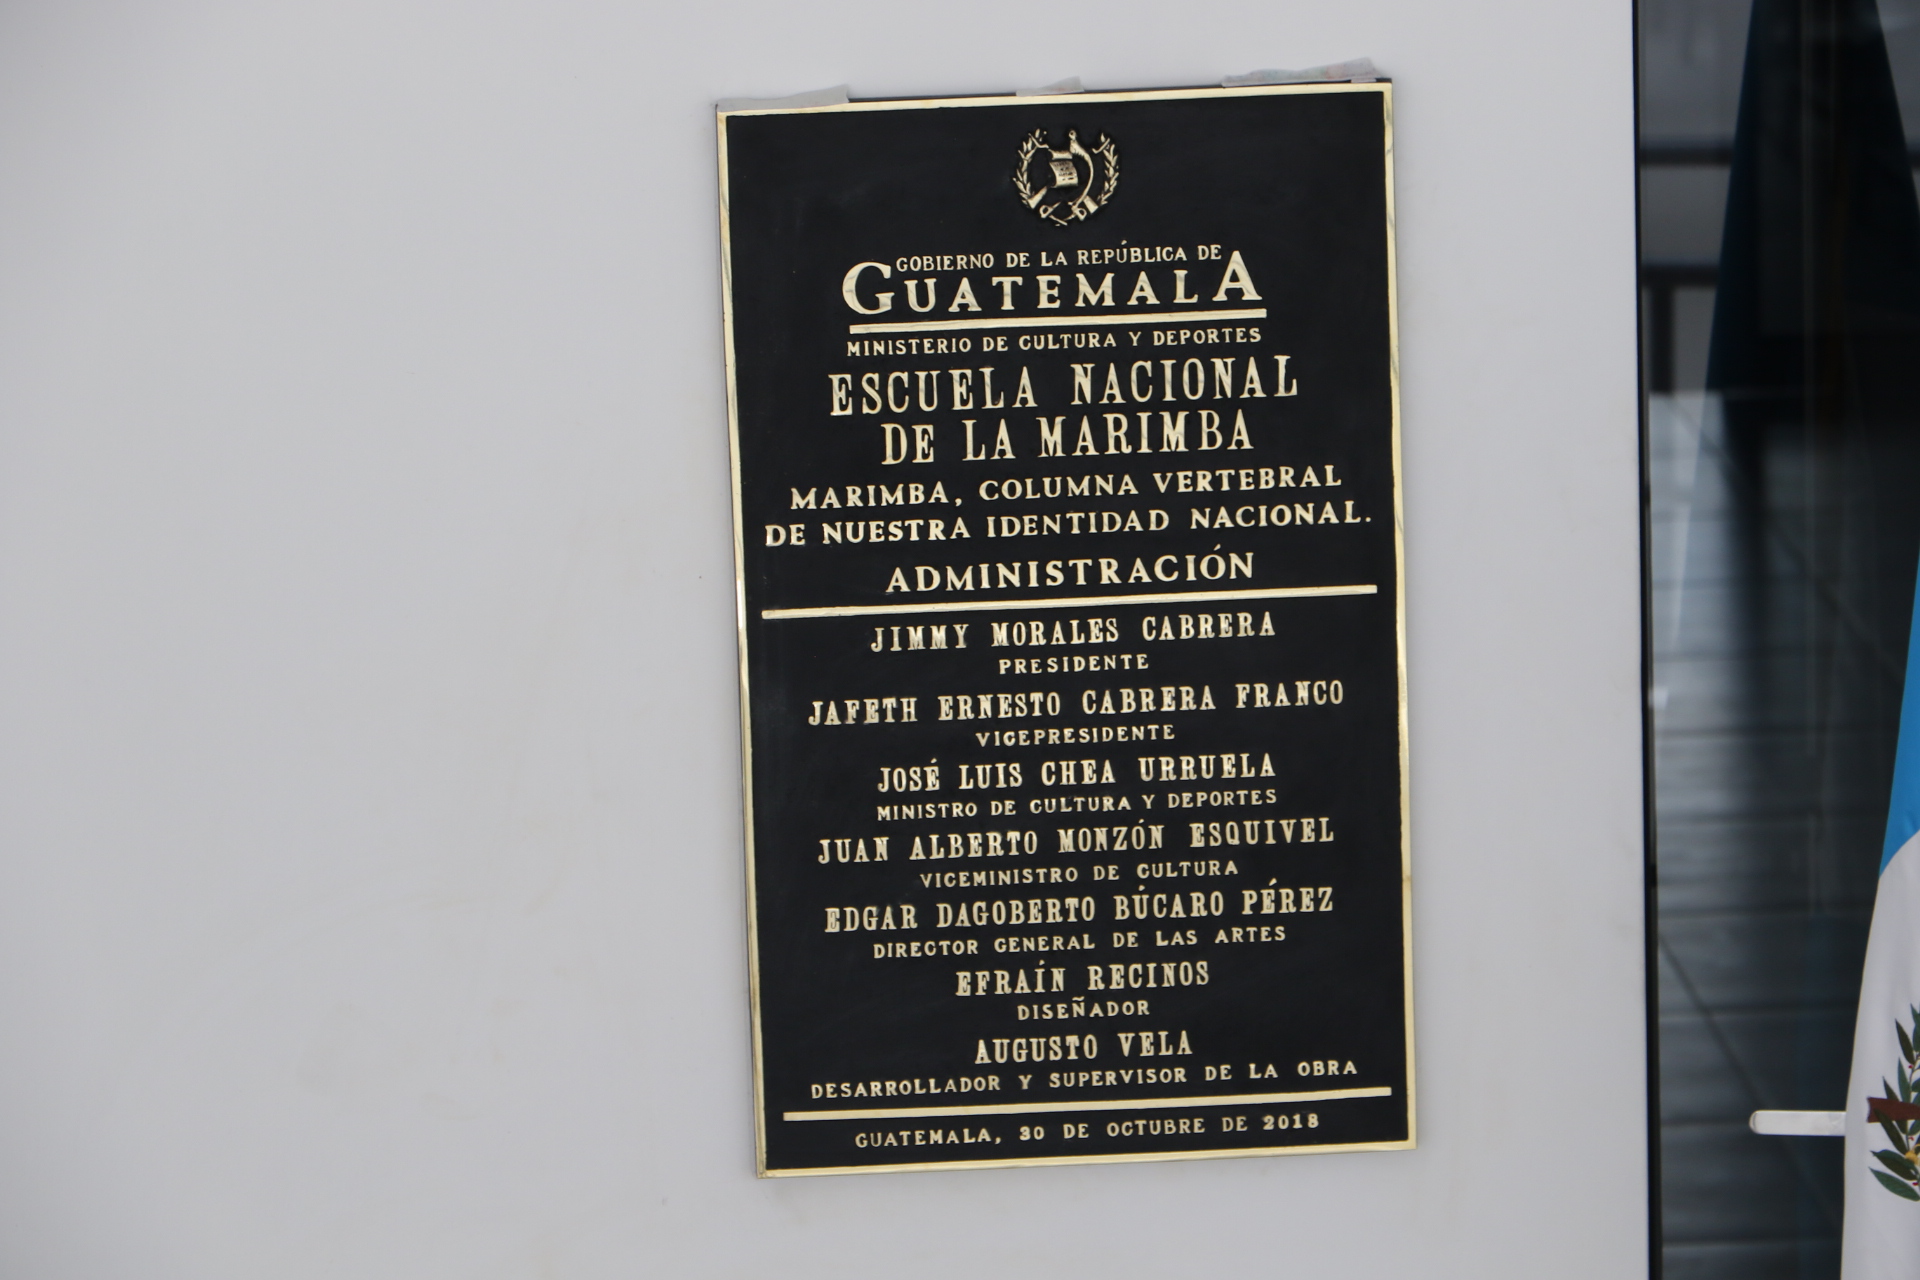 GOBIERNO DE LA REPÚBLICA DE
GUATEMALA
MINISTERIO DE CULTURA Y DEPORTES
ESCUELA NACIONAL
DE LA MARIMBA
MARIMBA, COLUMNA VERTEBRAL
DE NUESTRA IDENTIDAD NACIONAL.
ADMINISTRACIÓN
JIMMY MORALES CABRERA
PRESIDENTE
JAFETH ERNESTO CABRERA FRANCO
VICEPRESIDENTE
JOSÉ LUIS CHEA URRUELA
MINISTRO DE CULTURA Y DEPORTES
JUAN ALBERTO MONZÓN ESQUIVEL
VICEMINISTRO DE CULTURA
EDGAR DAGOBERTO BÚCARO PÉREZ
DIRECTOR GENERAL DE LAS ARTES
EFRAÍN RECINOS
DISEÑADOR
AUGUSTO VELA
DESARROLLADOR Y SUPERVISOR DE LA OBRA
GUATEMALA, 30 DE OCTUBRE DE 2018